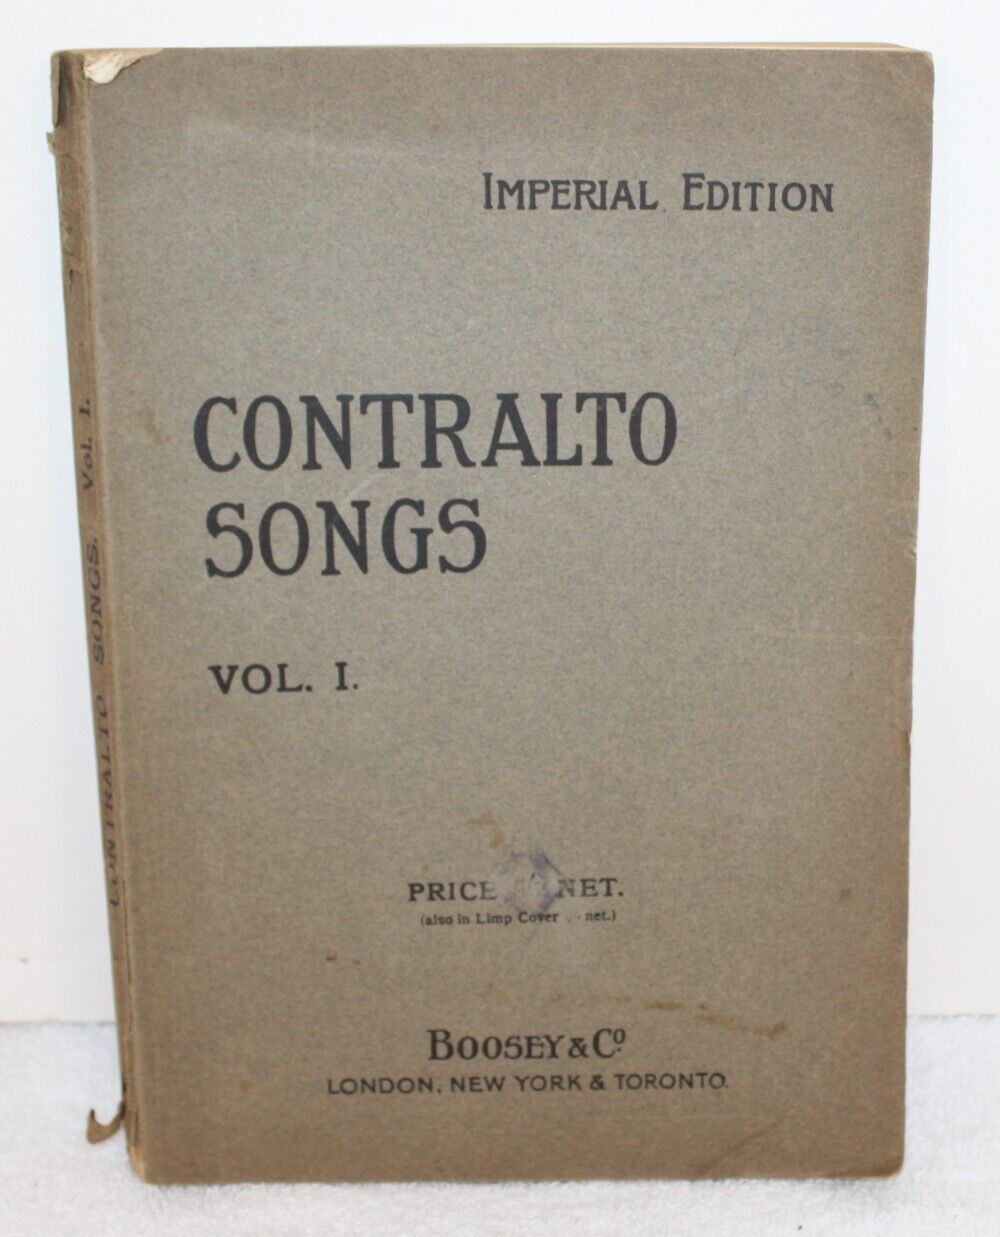 IMPERIAL EDITION
CONTRALTO
SONGS
VOL. I.
PRICE NET.
(also in Limp Cover net.)
BOOSEY & Co.
LONDON, NEW YORK & TORONTO.
CONTRALTO SONGS. Vol. I.